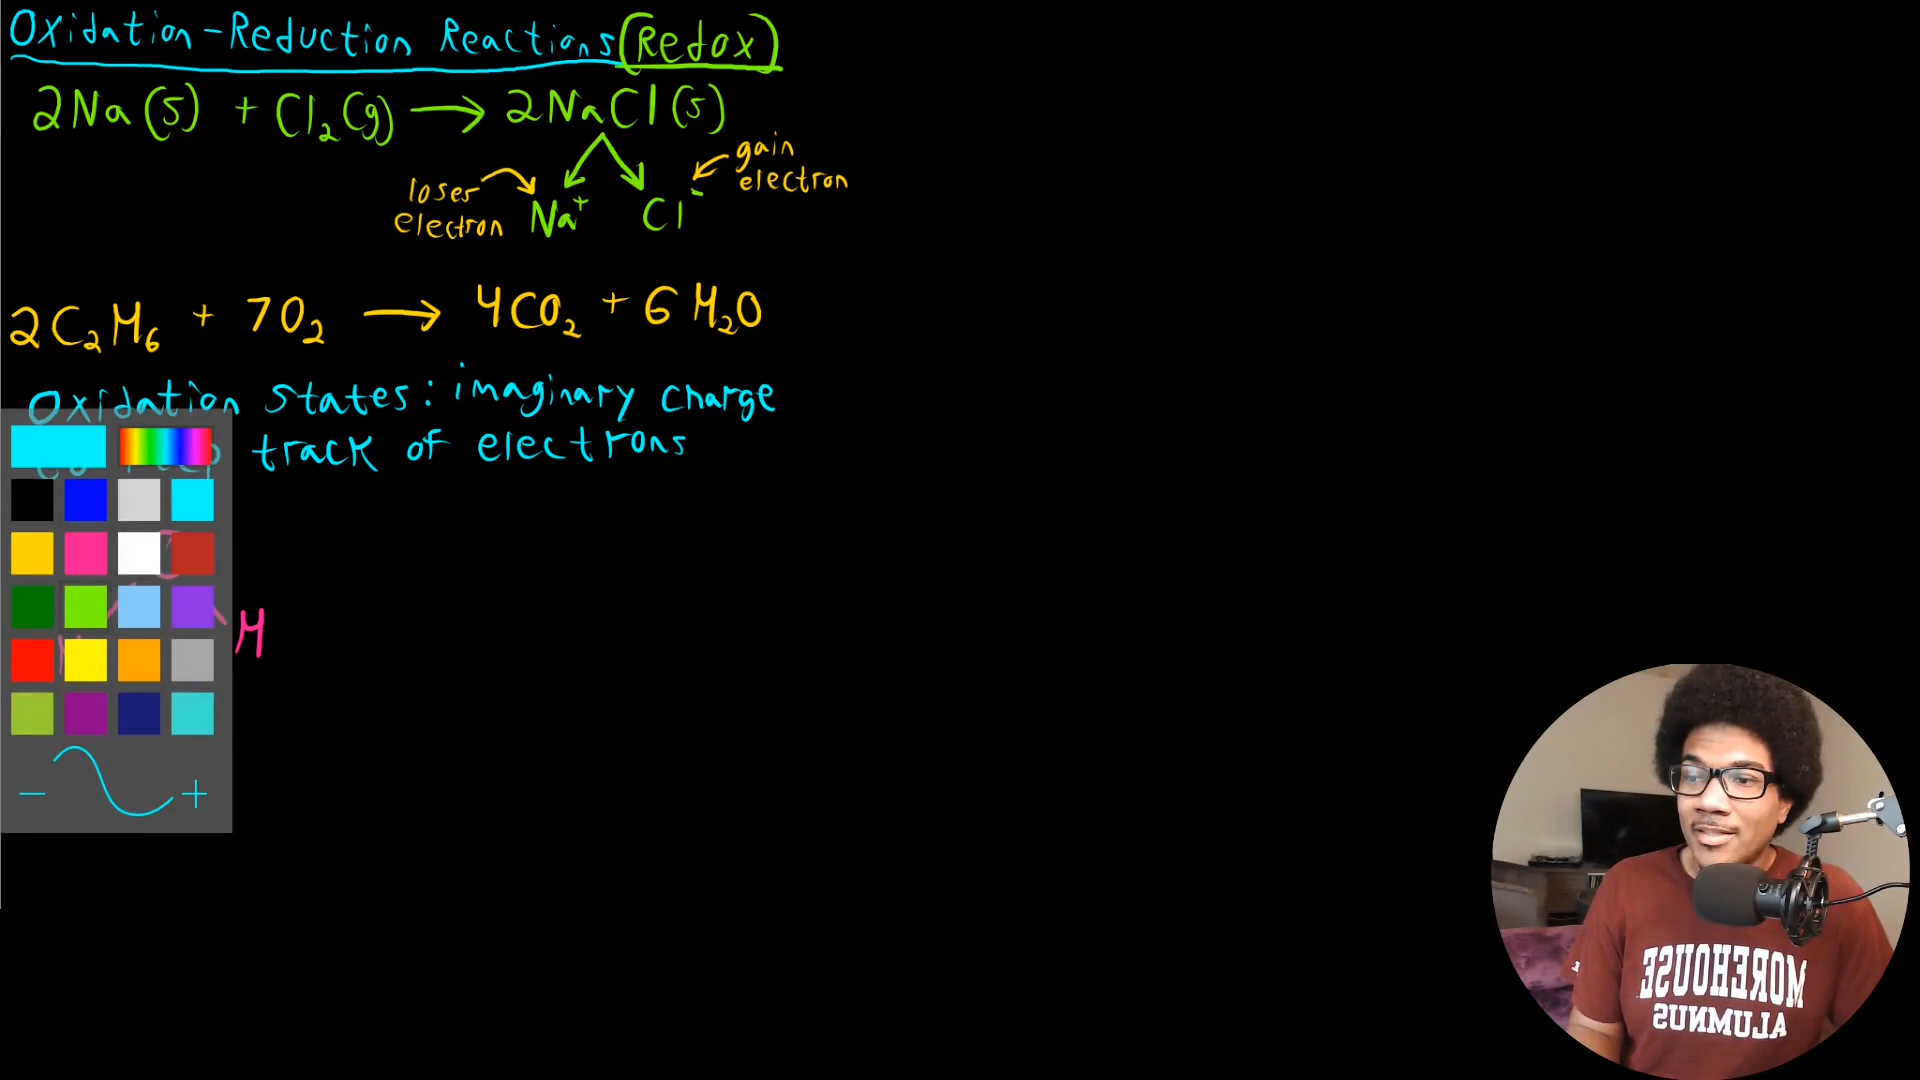 Oxidation-Reduction Reactions (Redox)
2Na(s) + Cl₂(g) → 2NaCl(s)
gain
electron
loses
electron
Na⁺ Cl⁻
2C₂H₆ + 7O₂ → 4CO₂ + 6H₂O
Oxidation states: imaginary charge
track of electrons
H
MOREHOUSE
ALUMNUS